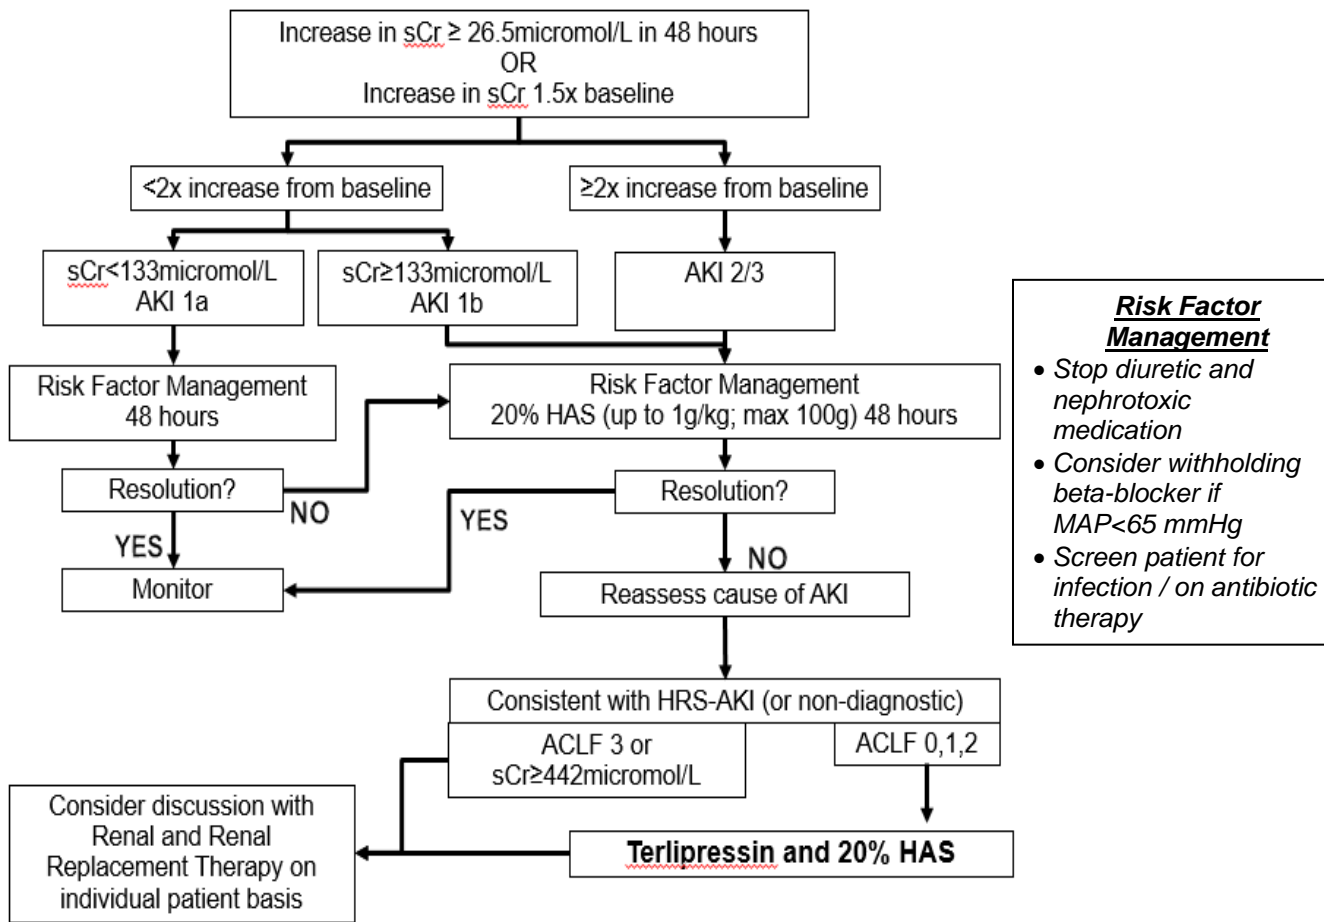 Increase in sCr ≥ 26.5micromol/L in 48 hours
OR
Increase in sCr 1.5x baseline
<2x increase from baseline
≥2x increase from baseline
sCr<133micromol/L
AKI 1a
sCr≥133micromol/L
AKI 1b
AKI 2/3
Risk Factor Management
48 hours
Risk Factor Management
20% HAS (up to 1g/kg; max 100g) 48 hours
Resolution?
NO
YES
Monitor
Resolution?
YES
NO
Reassess cause of AKI
Consistent with HRS-AKI (or non-diagnostic)
ACLF 3 or
sCr≥442micromol/L
ACLF 0,1,2
Consider discussion with
Renal and Renal
Replacement Therapy on
individual patient basis
Terlipressin and 20% HAS
Risk Factor
Management
• Stop diuretic and
nephrotoxic
medication
• Consider withholding
beta-blocker if
MAP<65 mmHg
• Screen patient for
infection / on antibiotic
therapy